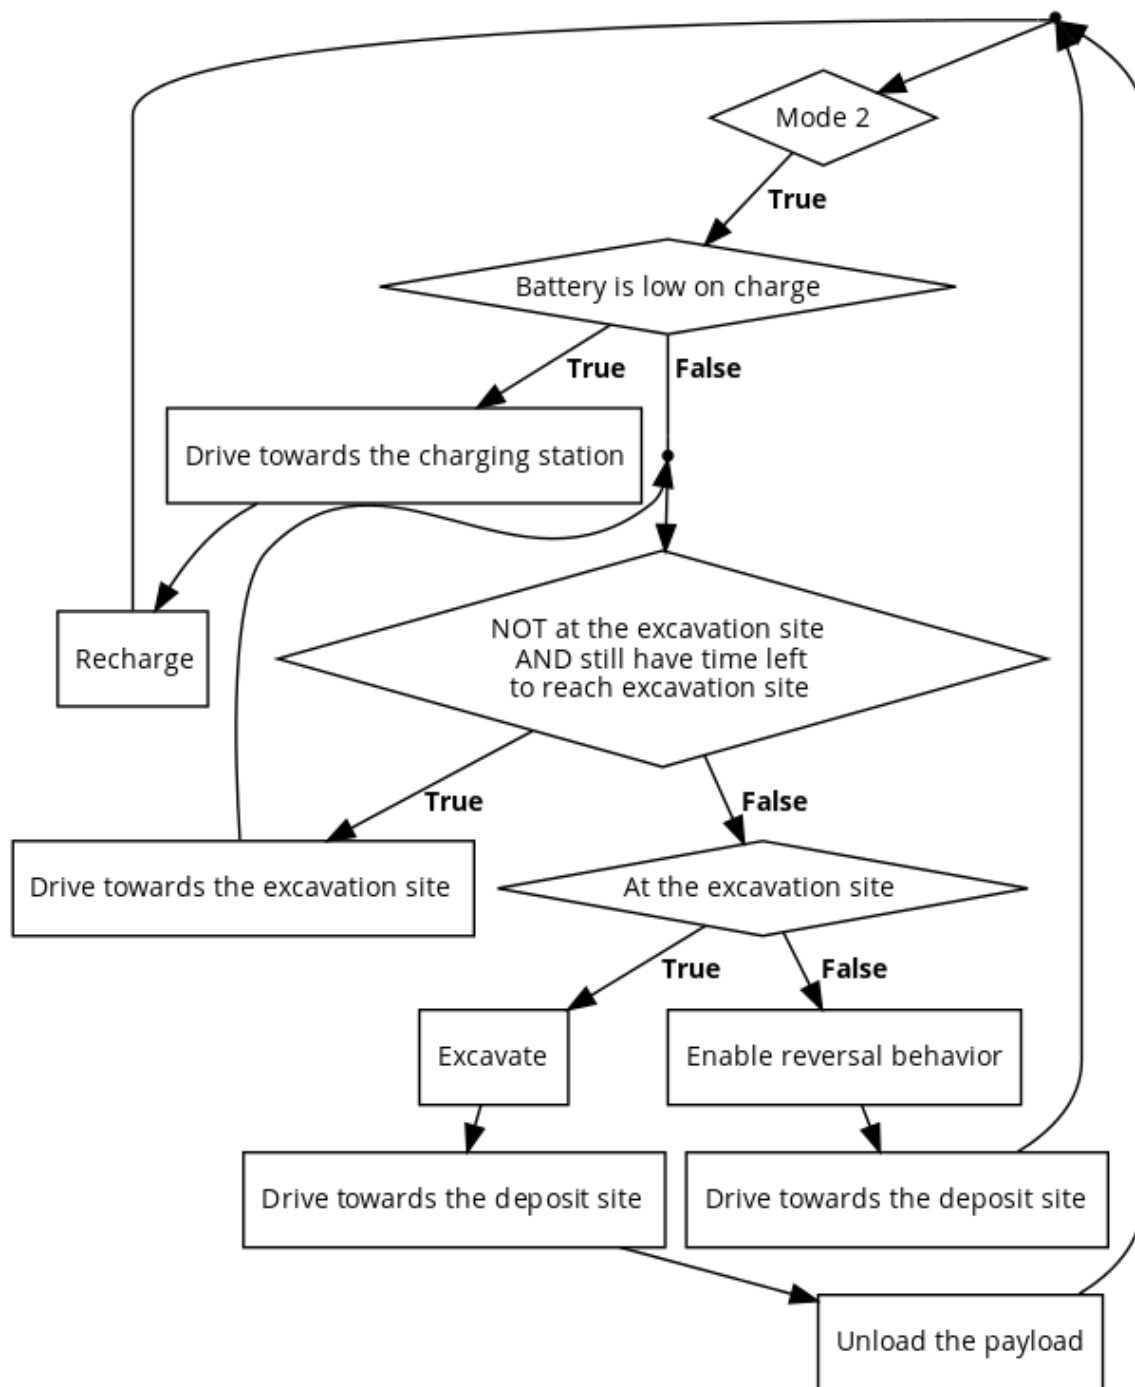 Mode 2
True
Battery is low on charge
True
False
Drive towards the charging station
NOT at the excavation site
AND still have time left
to reach excavation site
Recharge
True
False
Drive towards the excavation site
At the excavation site
True
False
Excavate
Enable reversal behavior
Drive towards the deposit site
Drive towards the deposit site
Unload the payload